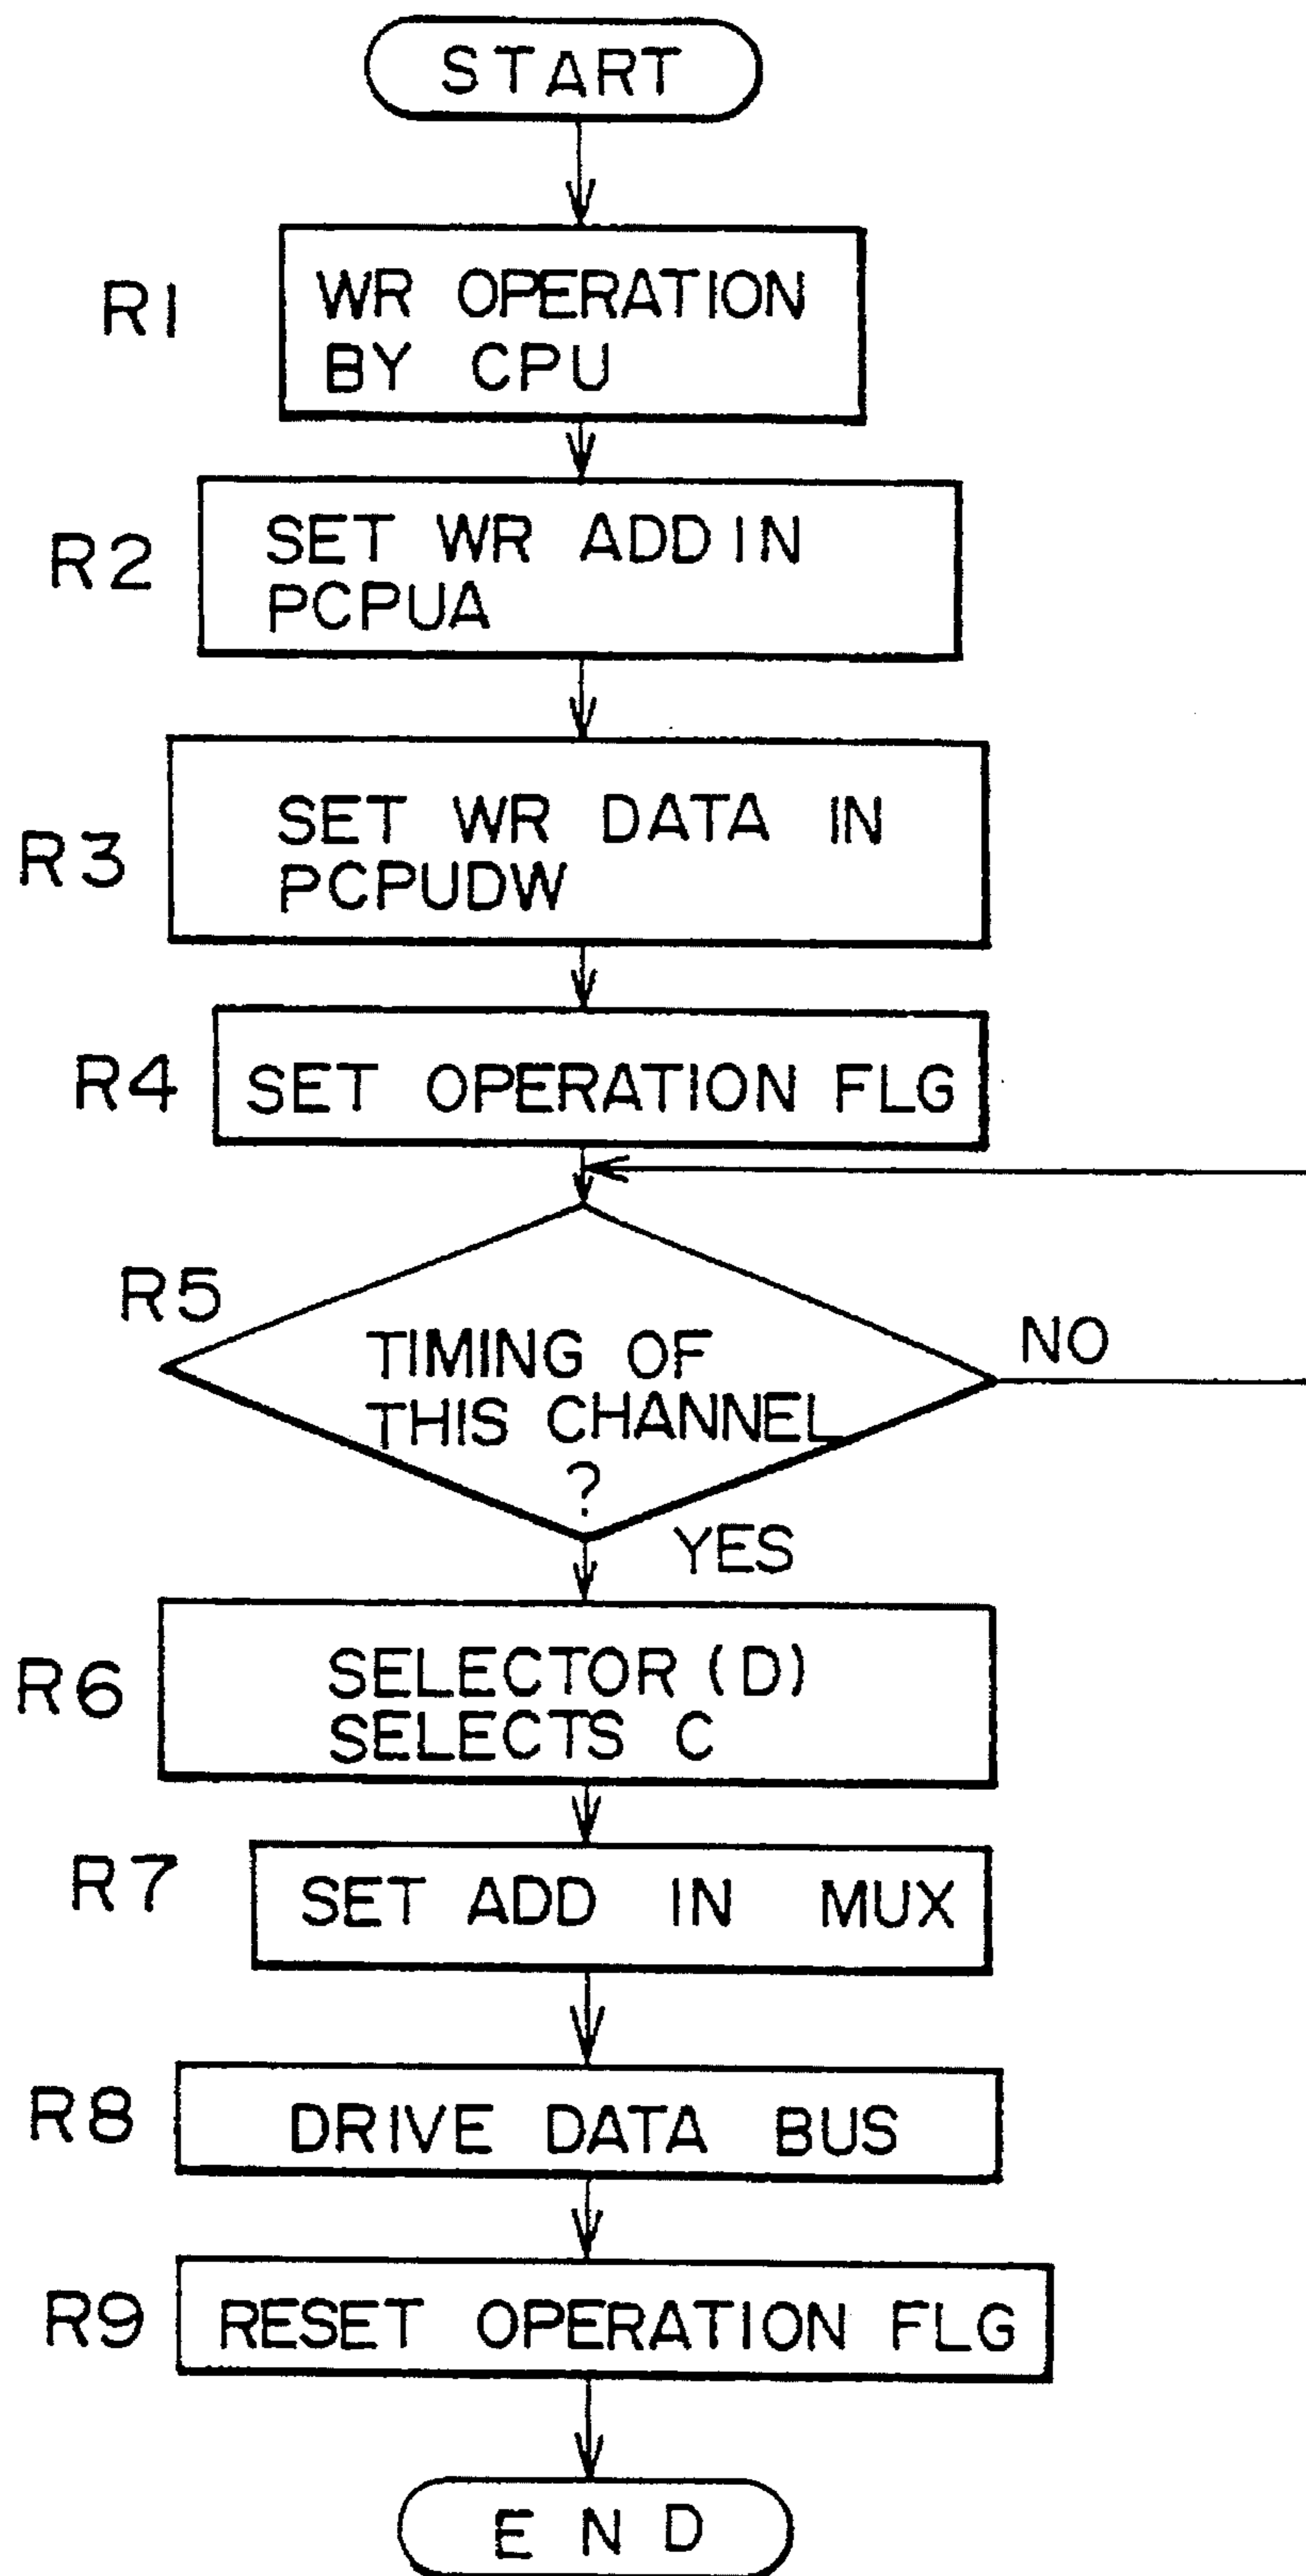 START
R1
WR OPERATION
BY CPU
R2
SET WR ADD IN
PCPUA
R3
SET WR DATA IN
PCPUDW
R4
SET OPERATION FLG
R5
TIMING OF
THIS CHANNEL
?
NO
YES
R6
SELECTOR (D)
SELECTS C
R7
SET ADD IN MUX
R8
DRIVE DATA BUS
R9
RESET OPERATION FLG
END